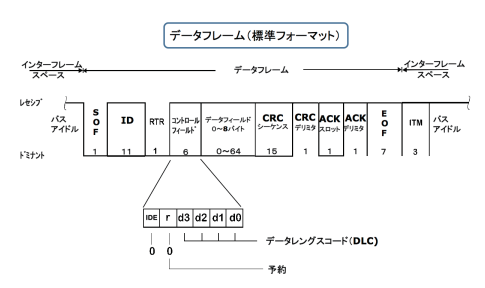 データフレーム(標準フォーマット)
インターフレーム
スペース
データフレーム
インターフレーム
スペース
レセシブ
バス
アイドル
S
O
F
ID
RTR
コントロール
フィールド
データフィールド
0~8バイト
CRC
シーケンス
CRC
デリミタ
ACK
スロット
ACK
デリミタ
E
O
F
ITM
バス
アイドル
ドミナント
1
11
1
6
0~64
15
1
1
1
7
3
IDE
r
d3
d2
d1
d0
データレングスコード(DLC)
0
0
予約